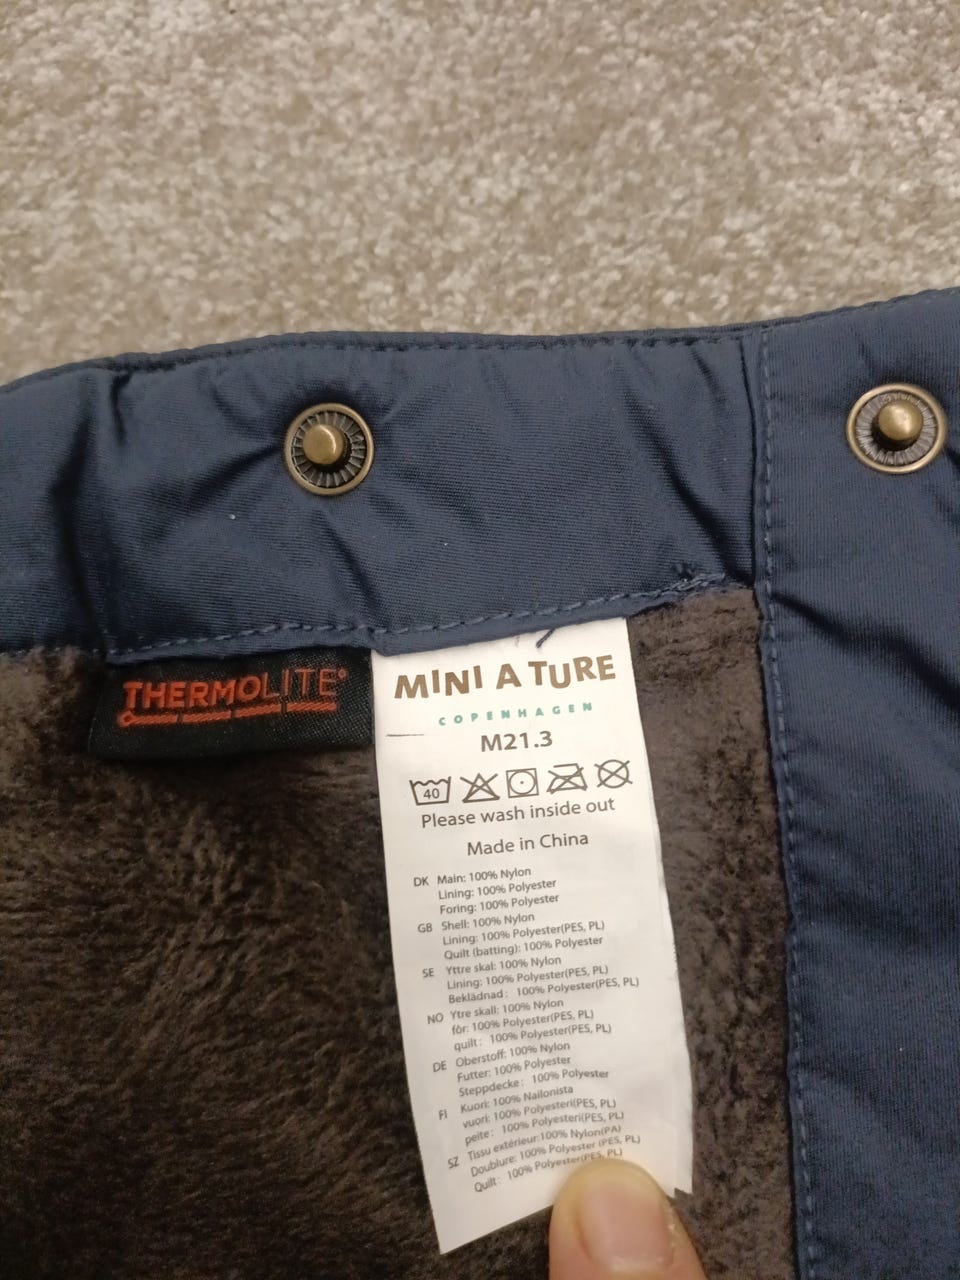 THERMOLITE®
MINI A TURE
COPENHAGEN
M21.3
40
Please wash inside out
Made in China
DK Main: 100% Nylon
Lining: 100% Polyester
Foring: 100% Polyester
GB Shell: 100% Nylon
Lining: 100% Polyester(PES, PL)
Quilt (batting): 100% Polyester
SE Yttre skal: 100% Nylon
Lining: 100% Polyester(PES, PL)
Beklädnad: 100% Polyester(PES, PL)
NO Ytre skall: 100% Nylon
fôr: 100% Polyester(PES, PL)
quilt: 100% Polyester(PES, PL)
DE Oberstoff: 100% Nylon
Futter: 100% Polyester
Steppdecke: 100% Polyester
FI Kuori: 100% Nailonista
vuori: 100% Polyesteri(PES, PL)
peite: 100% Polyesteri(PES, PL)
SZ Tissu extérieur:100% Nylon(PA)
Doublure: 100% Polyester (PES, PL)
Quilt: 100% Polyester(PES, PL)